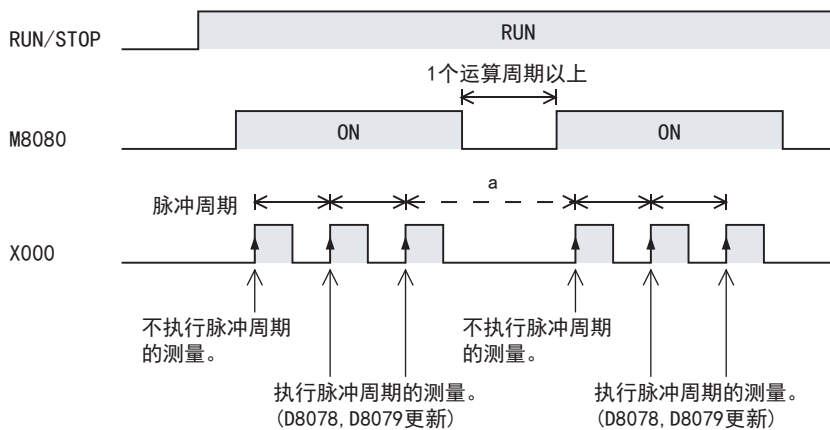 RUN/STOP
RUN
1个运算周期以上
M8080
ON
ON
脉冲周期
a
X000
不执行脉冲周期
的测量。
不执行脉冲周期
的测量。
执行脉冲周期的测量。
(D8078,D8079更新)
执行脉冲周期的测量。
(D8078,D8079更新)